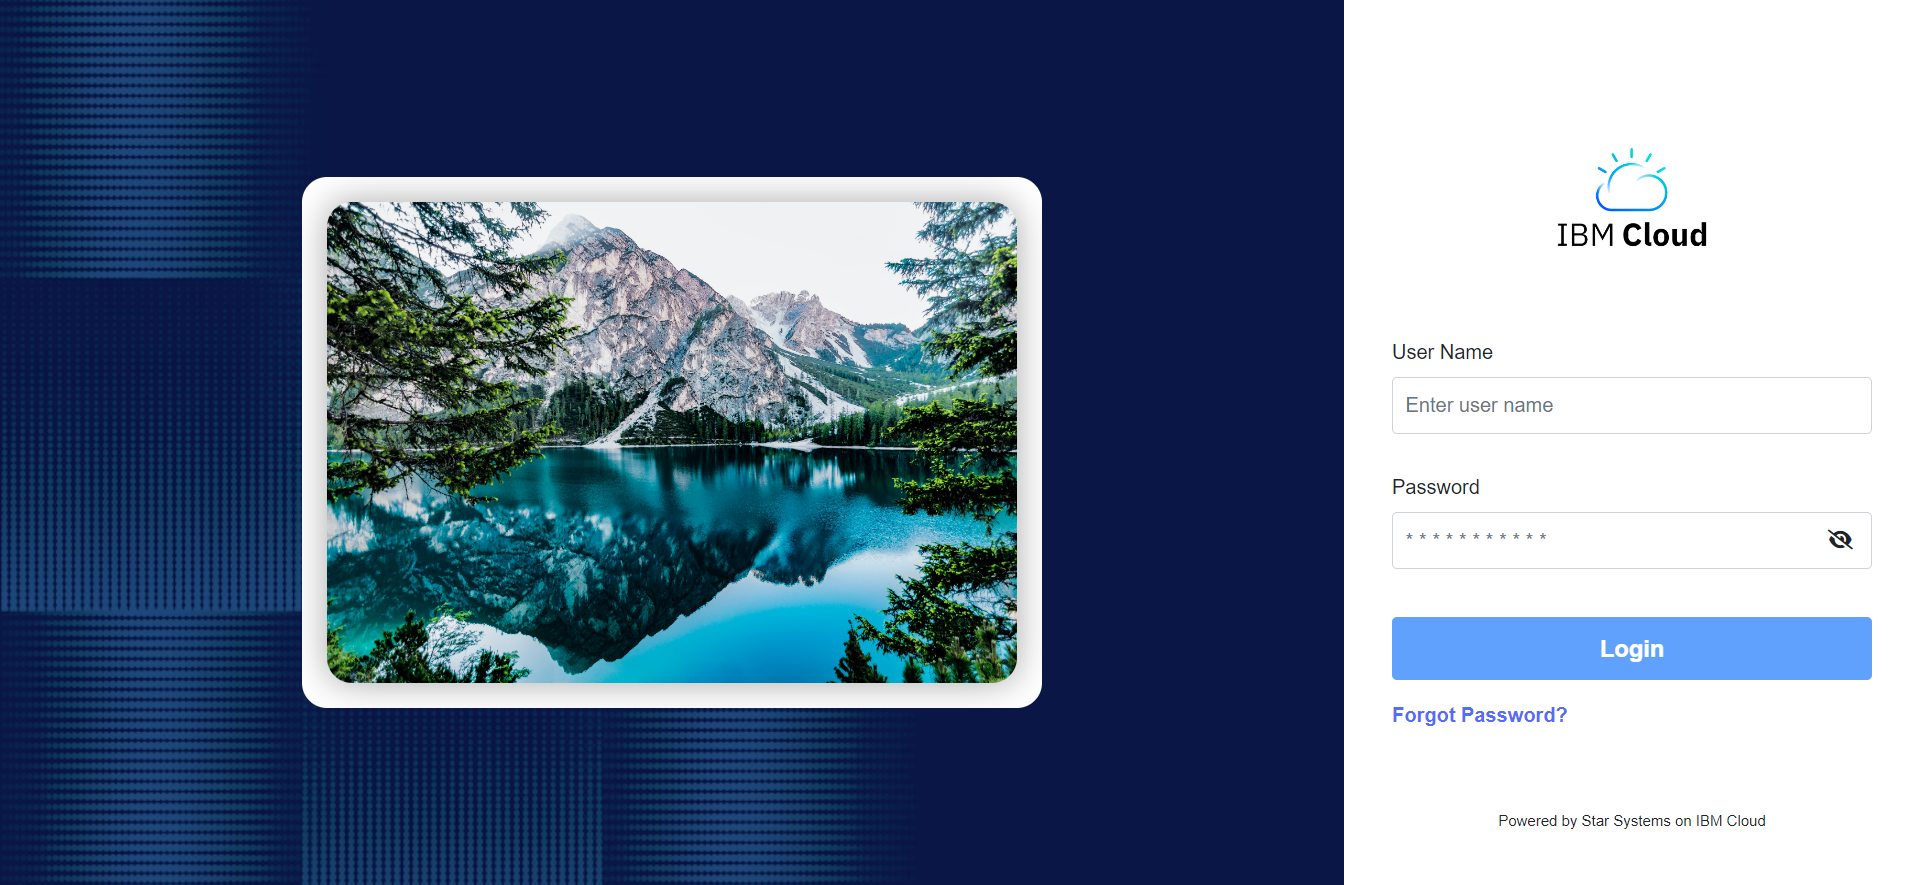 IBM Cloud
User Name
Enter user name
Password
* * * * * * * * * * *
Login
Forgot Password?
Powered by Star Systems on IBM Cloud